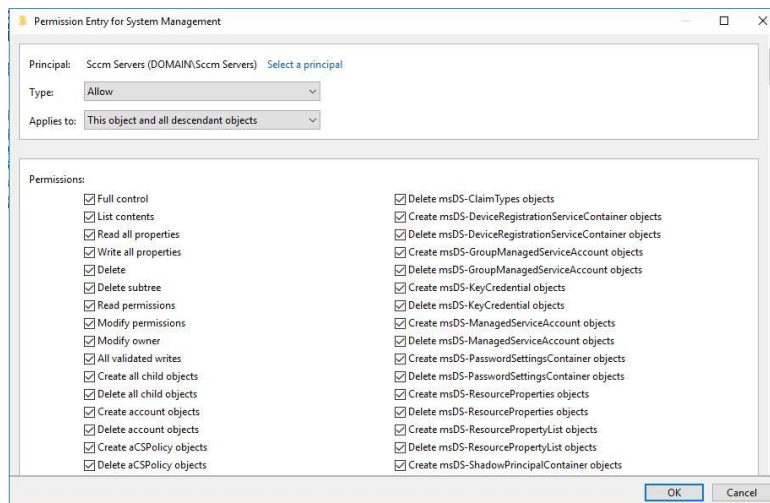 Permission Entry for System Management
Principal: Sccm Servers (DOMAIN\Sccm Servers) Select a principal
Type: Allow
Applies to: This object and all descendant objects
Permissions:
Full control
List contents
Read all properties
Write all properties
Delete
Delete subtree
Read permissions
Modify permissions
Modify owner
All validated writes
Create all child objects
Delete all child objects
Create account objects
Delete account objects
Create aCSPolicy objects
Delete aCSPolicy objects
Delete msDS-ClaimTypes objects
Create msDS-DeviceRegistrationServiceContainer objects
Delete msDS-DeviceRegistrationServiceContainer objects
Create msDS-GroupManagedServiceAccount objects
Delete msDS-GroupManagedServiceAccount objects
Create msDS-KeyCredential objects
Delete msDS-KeyCredential objects
Create msDS-ManagedServiceAccount objects
Delete msDS-ManagedServiceAccount objects
Create msDS-PasswordSettingsContainer objects
Delete msDS-PasswordSettingsContainer objects
Create msDS-ResourceProperties objects
Delete msDS-ResourceProperties objects
Create msDS-ResourcePropertyList objects
Delete msDS-ResourcePropertyList objects
Create msDS-ShadowPrincipalContainer objects
OK Cancel